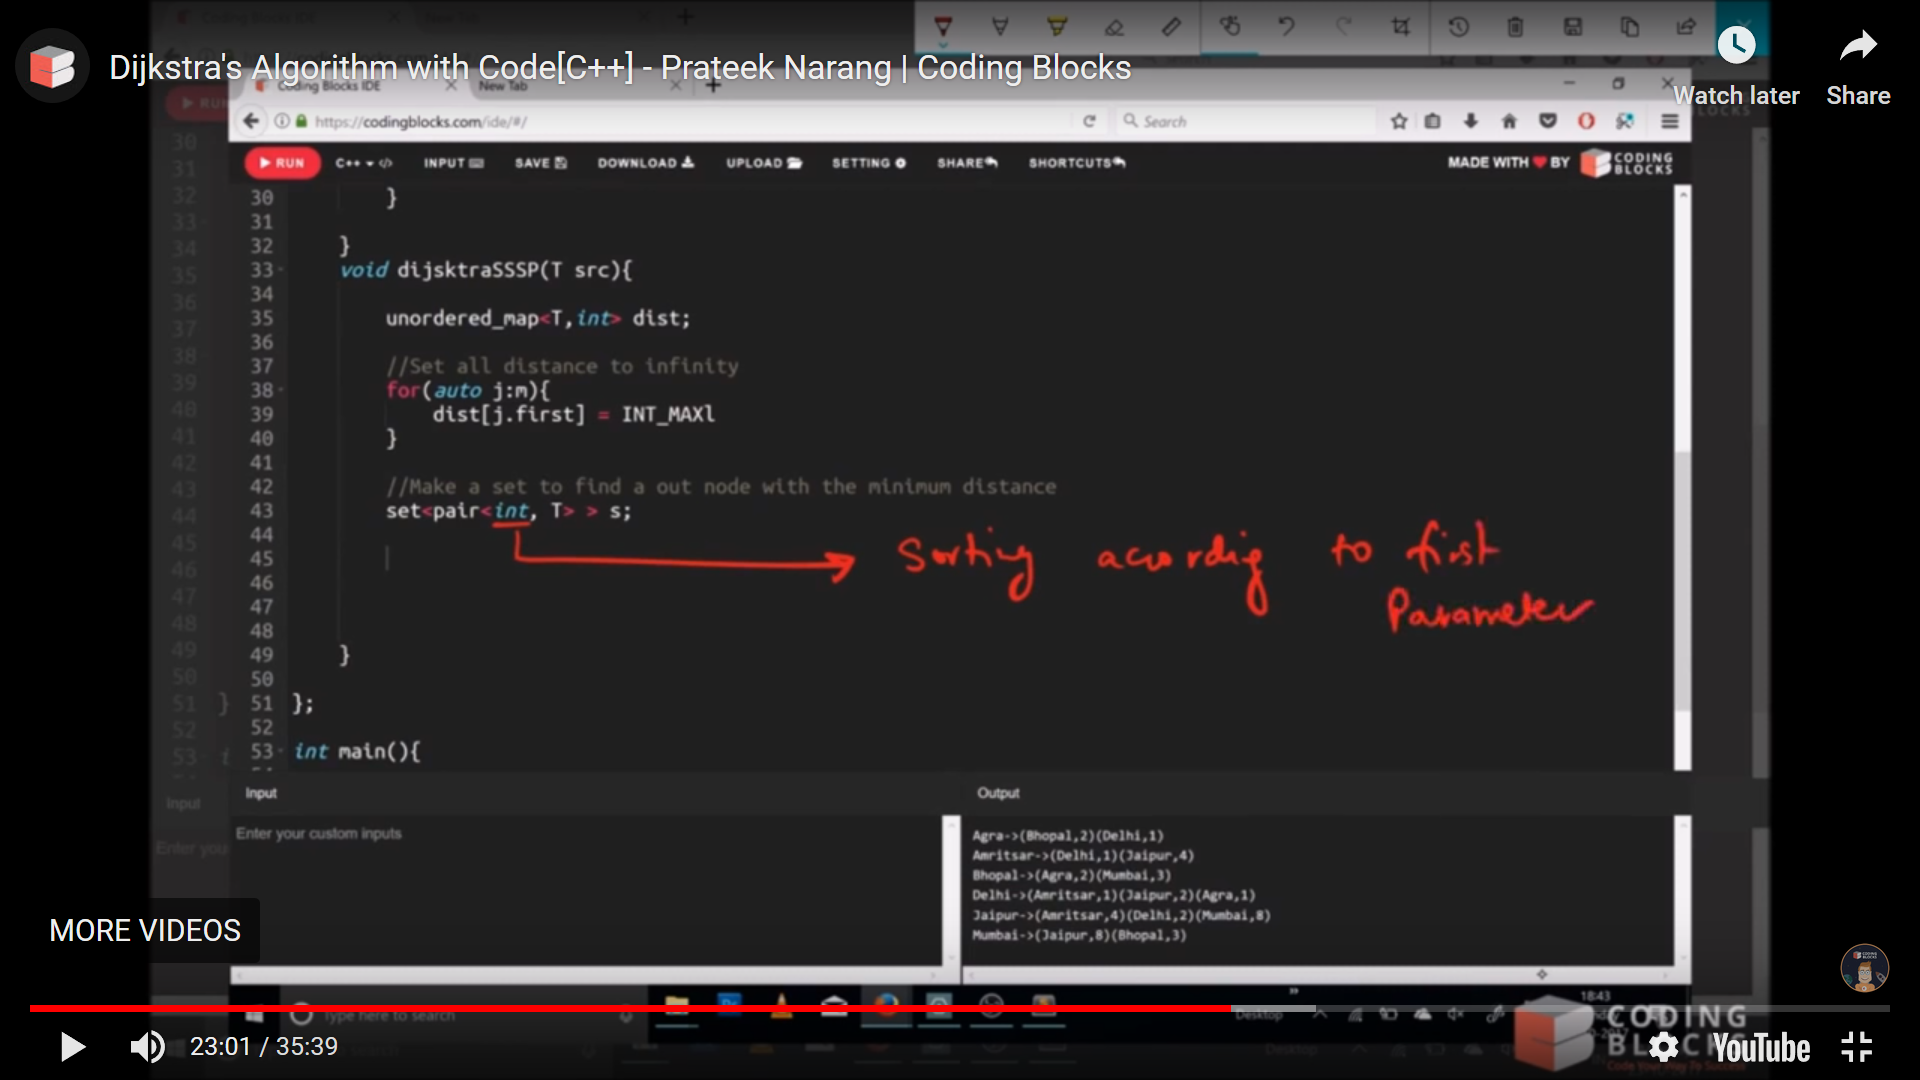 Dijkstra's Algorithm with Code[C++] - Prateek Narang | Coding Blocks
Watch later
Share
Coding Blocks IDE
New Tab
https://codingblocks.com/ide/#/
Search
RUN
C++
INPUT
SAVE
DOWNLOAD
UPLOAD
SETTING
SHARE
SHORTCUTS
MADE WITH BY CODING BLOCKS
30 }
31
32 }
33 void dijsktraSSSP(T src){
34
35 unordered_map<T,int> dist;
36
37 //Set all distance to infinity
38 for(auto j:m){
39 dist[j.first] = INT_MAXl
40 }
41
42 //Make a set to find a out node with the minimum distance
43 set<pair<int, T> > s;
44
45
46
47
48
49 }
50
51 };
52
53 int main(){
Sorting acording to first
Parameter
Input
Enter your custom inputs
Output
Agra->(Bhopal,2)(Delhi,1)
Amritsar->(Delhi,1)(Jaipur,4)
Bhopal->(Agra,2)(Mumbai,3)
Delhi->(Amritsar,1)(Jaipur,2)(Agra,1)
Jaipur->(Amritsar,4)(Delhi,2)(Mumbai,8)
Mumbai->(Jaipur,8)(Bhopal,3)
MORE VIDEOS
Type here to search
Desktop
18:43
CODING
BLOCKS
Code Your Way To Success
23:01 / 35:39
YouTube